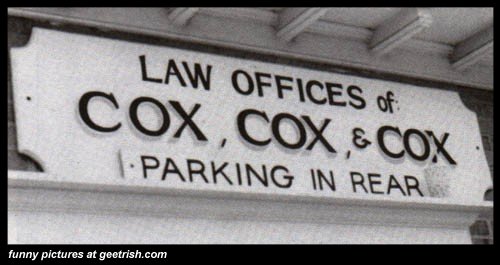 LAW OFFICES of:
COX, COX, & COX
· PARKING IN REAR
funny pictures at geetrish.com